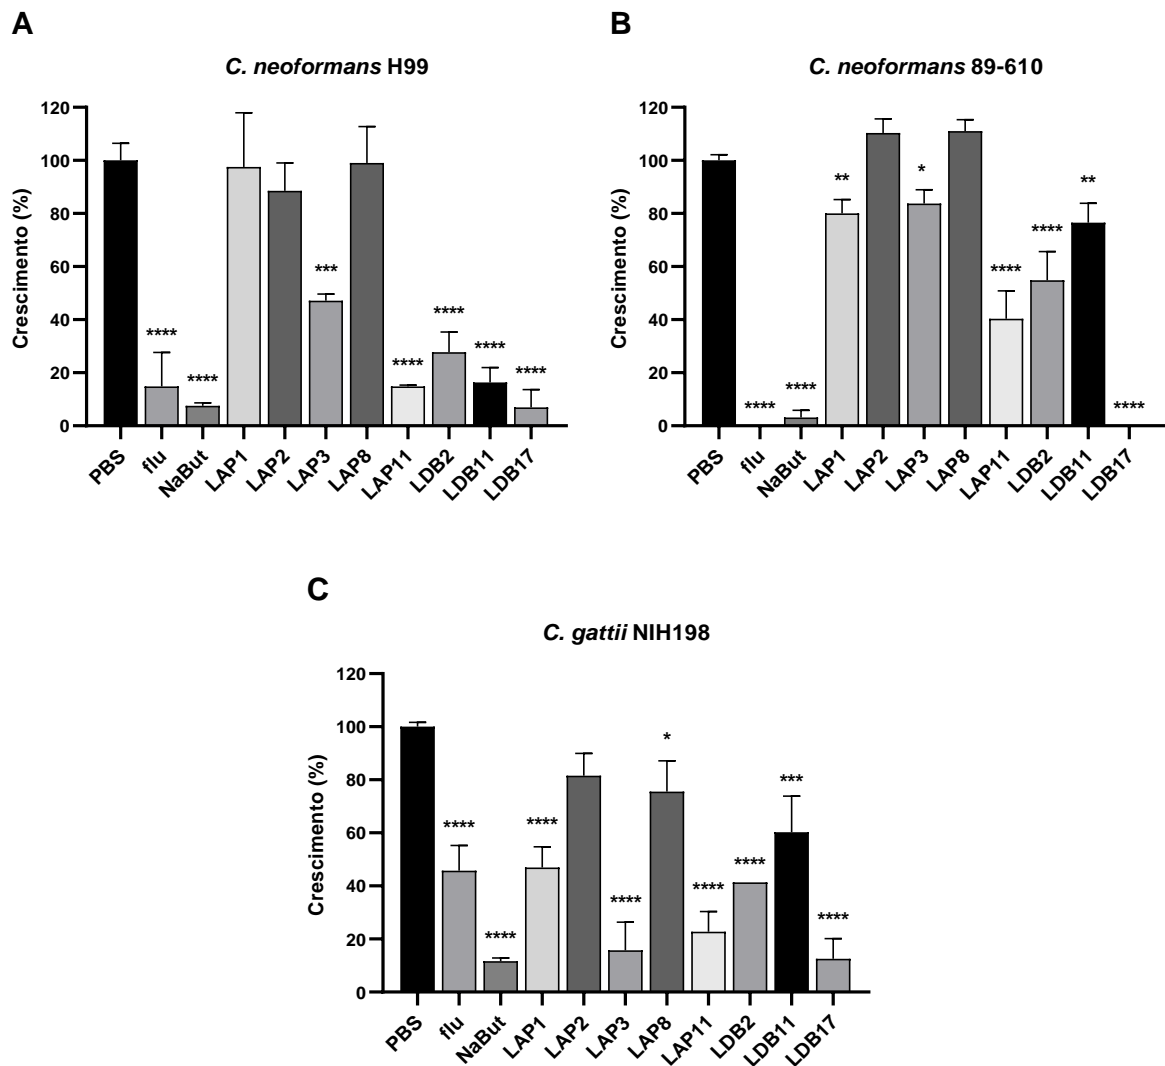 A
C. neoformans H99
Crescimento (%)
120
100
80
60
40
20
0
****
****
***
****
****
****
****
PBS
flu
NaBut
LAP1
LAP2
LAP3
LAP8
LAP11
LDB2
LDB11
LDB17
B
C. neoformans 89-610
Crescimento (%)
120
100
80
60
40
20
0
****
****
**
*
****
****
**
****
PBS
flu
NaBut
LAP1
LAP2
LAP3
LAP8
LAP11
LDB2
LDB11
LDB17
C
C. gattii NIH198
Crescimento (%)
120
100
80
60
40
20
0
****
****
****
****
*
****
****
***
****
PBS
flu
NaBut
LAP1
LAP2
LAP3
LAP8
LAP11
LDB2
LDB11
LDB17